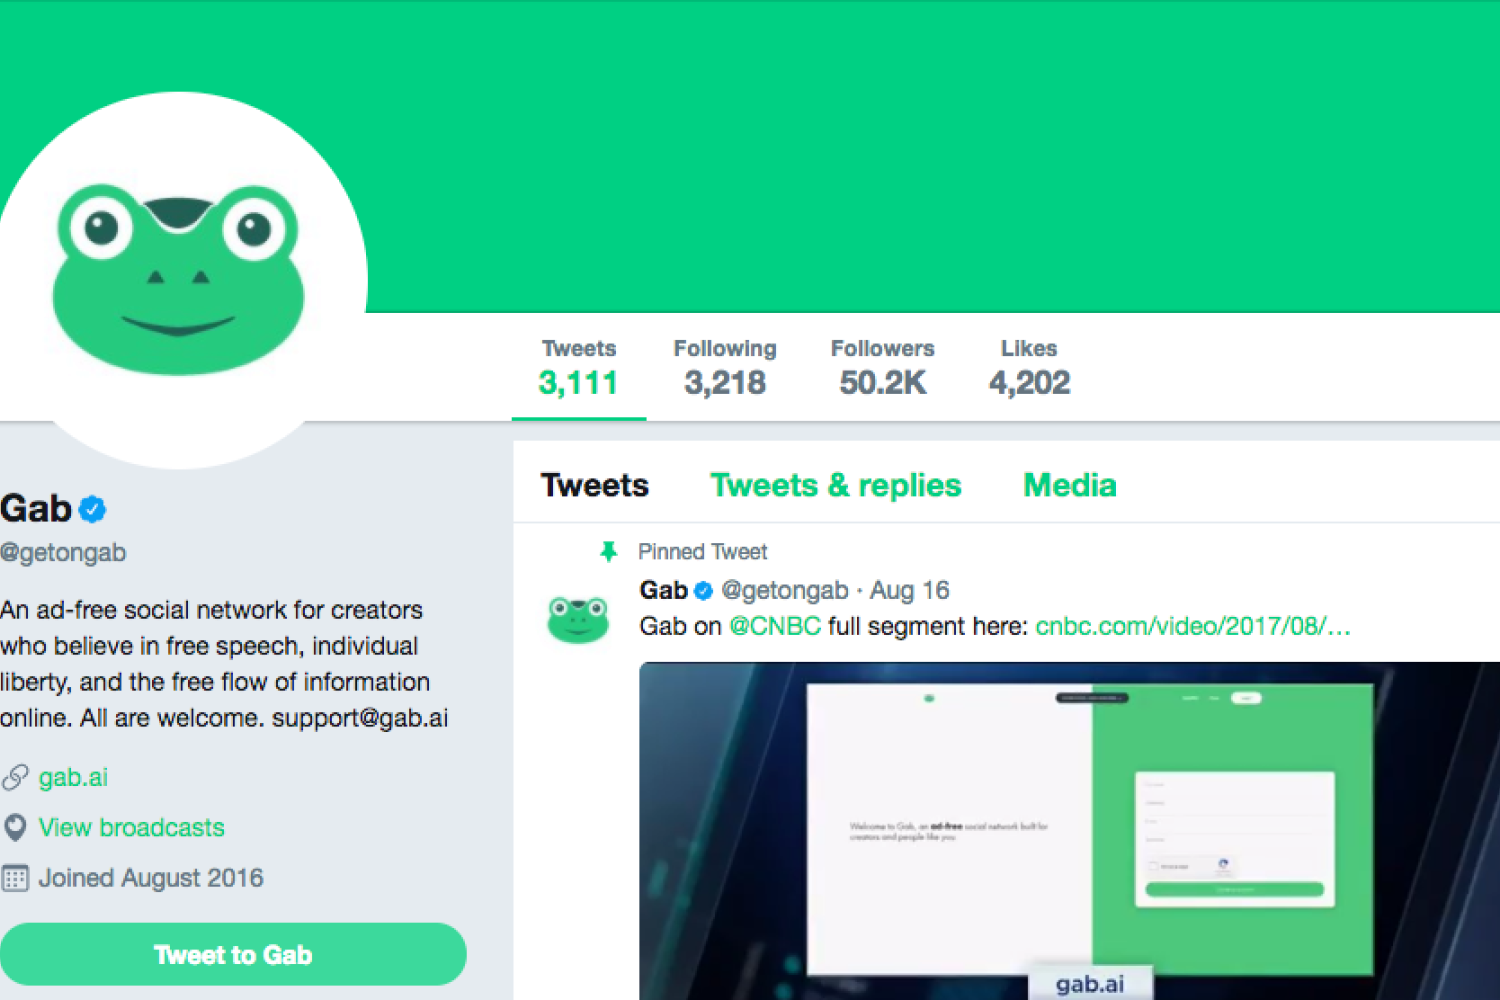 Tweets Following Followers Likes
3,111 3,218 50.2K 4,202
Gab
@getongab
An ad-free social network for creators
who believe in free speech, individual
liberty, and the free flow of information
online. All are welcome. support@gab.ai
gab.ai
View broadcasts
Joined August 2016
Tweet to Gab
Tweets Tweets & replies Media
Pinned Tweet
Gab @getongab · Aug 16
Gab on @CNBC full segment here: cnbc.com/video/2017/08/…
Welcome to Gab, an ad-free social network built for
creators and people like you
gab.ai